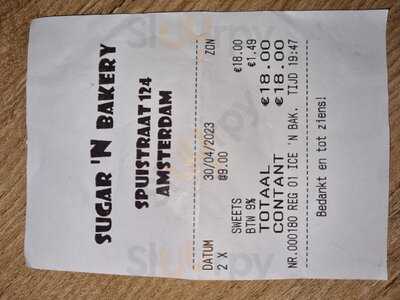 SUGAR 'N BAKERY
SPUISTRAAT 124
AMSTERDAM
DATUM 30/04/2023 ZON
2 X @9.00
SWEETS €18.00
BTW 9% €1.49
TOTAAL €18.00
CONTANT €18.00
NR.000180 REG 01 ICE 'N BAK. TIJD 19:47
Bedankt en tot ziens!